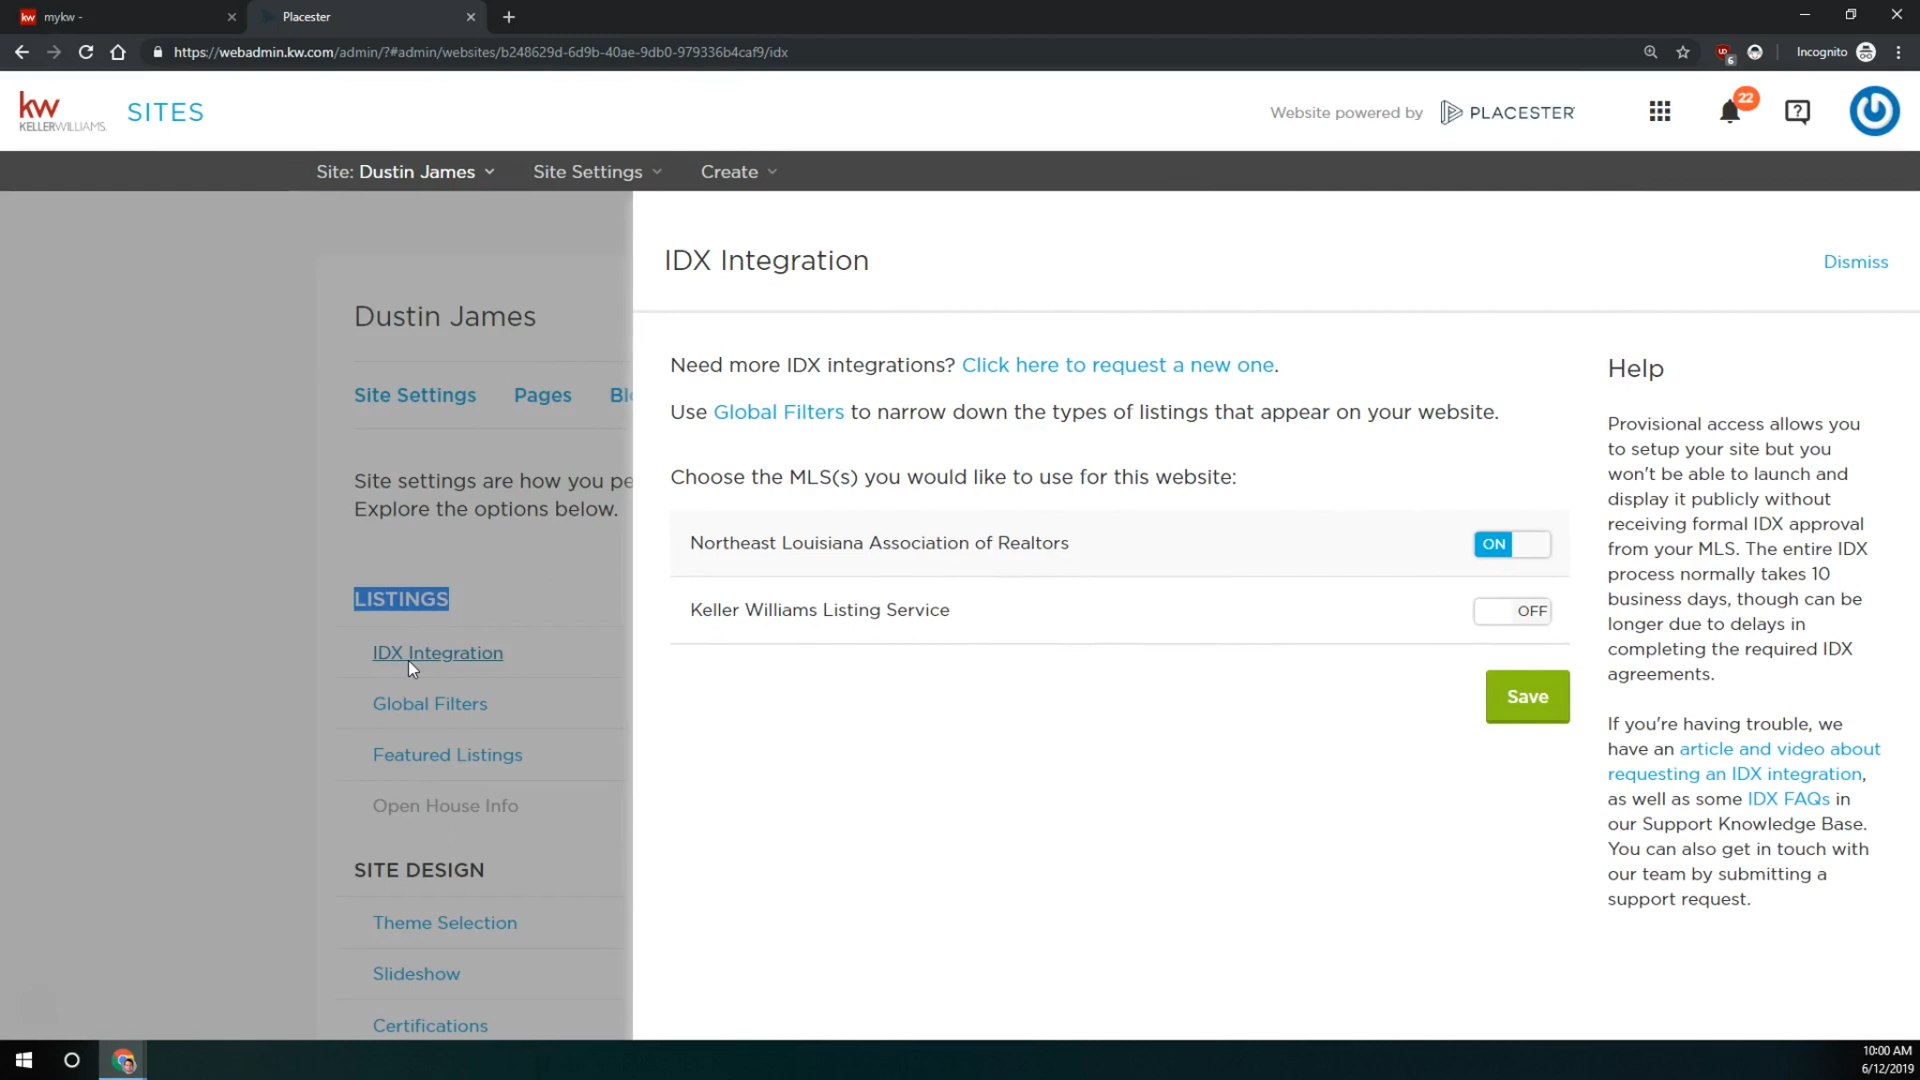 kw mykw -
Placester
https://webadmin.kw.com/admin/?#admin/websites/b248629d-6d9b-40ae-9db0-979336b4caf9/idx
6
Incognito
kw
KELLERWILLIAMS.
SITES
Website powered by PLACESTER
22
?
Site: Dustin James
Site Settings
Create
Dustin James
Site Settings
Pages
Site settings are how you pe
Explore the options below.
LISTINGS
IDX Integration
Global Filters
Featured Listings
Open House Info
SITE DESIGN
Theme Selection
Slideshow
Certifications
IDX Integration
Dismiss
Need more IDX integrations? Click here to request a new one.
Use Global Filters to narrow down the types of listings that appear on your website.
Choose the MLS(s) you would like to use for this website:
Northeast Louisiana Association of Realtors
ON
Keller Williams Listing Service
OFF
Save
Help
Provisional access allows you
to setup your site but you
won't be able to launch and
display it publicly without
receiving formal IDX approval
from your MLS. The entire IDX
process normally takes 10
business days, though can be
longer due to delays in
completing the required IDX
agreements.
If you're having trouble, we
have an article and video about
requesting an IDX integration,
as well as some IDX FAQs in
our Support Knowledge Base.
You can also get in touch with
our team by submitting a
support request.
10:00 AM
6/12/2019